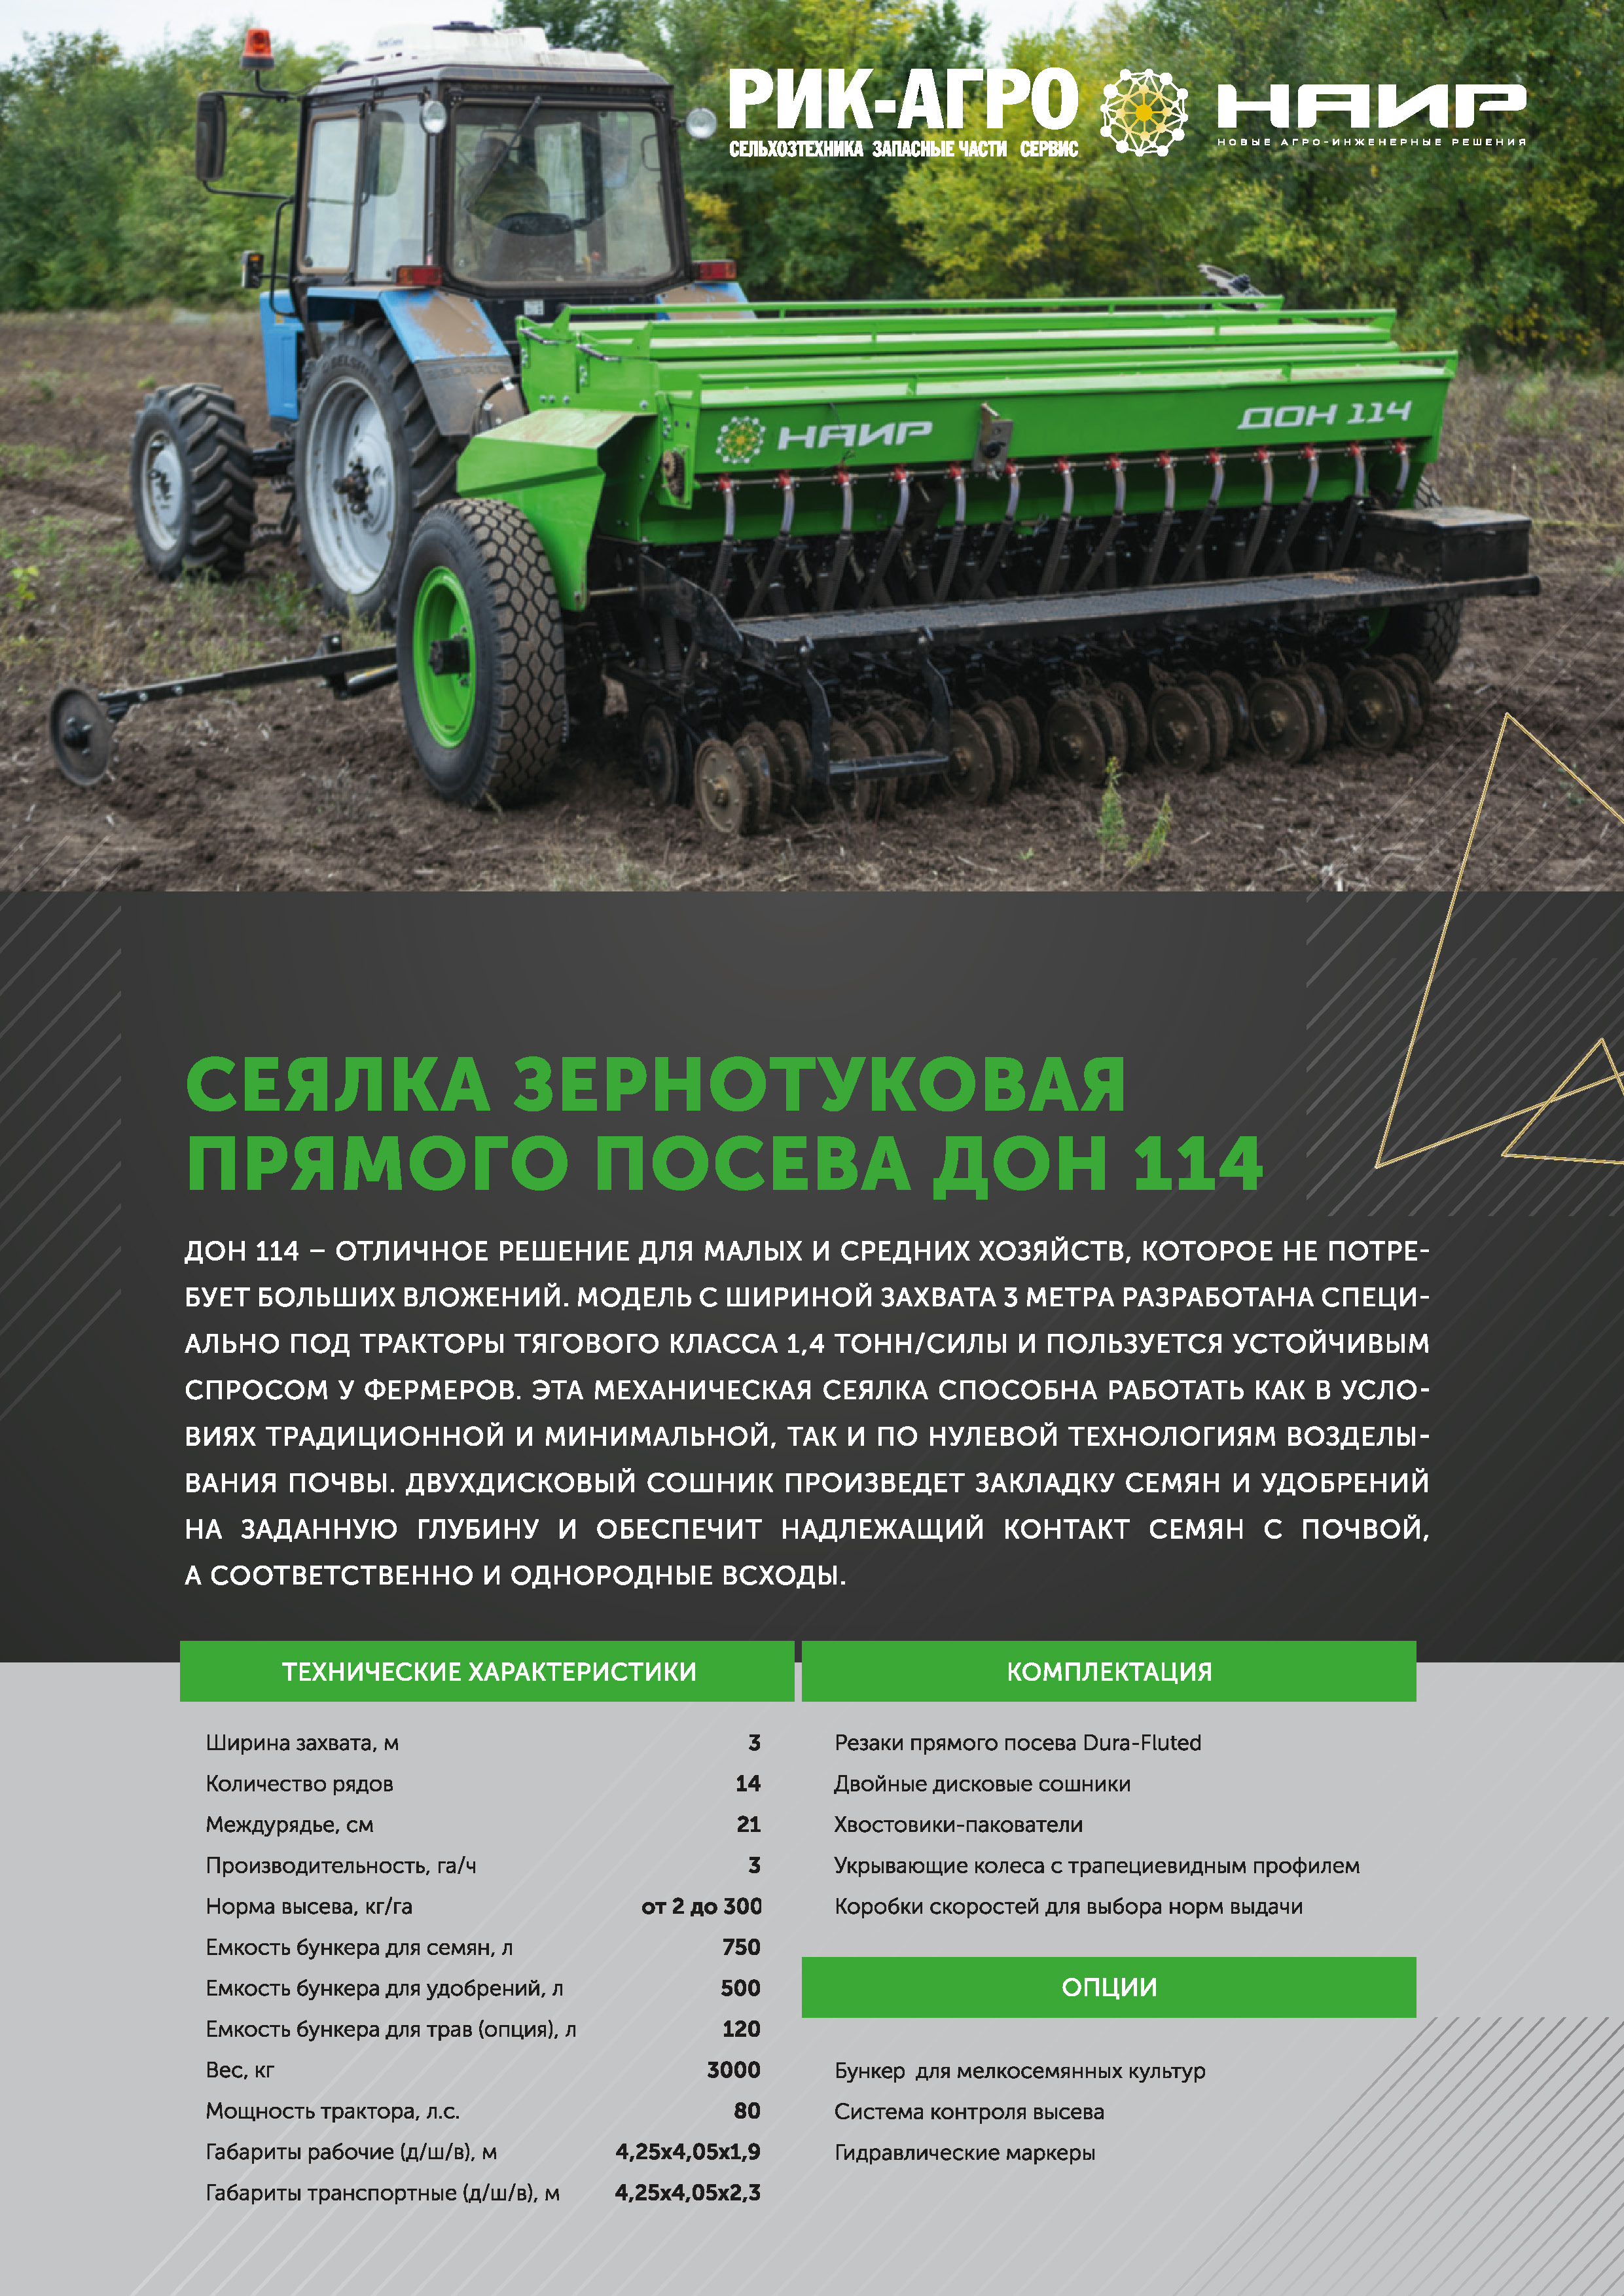 РИК-АГРО
СЕЛЬХОЗТЕХНИКА ЗАПАСНЫЕ ЧАСТИ СЕРВИС
НАИР
НОВЫЕ АГРО-ИНЖЕНЕРНЫЕ РЕШЕНИЯ
НАИР
ДОН 114
СЕЯЛКА ЗЕРНОТУКОВАЯ
ПРЯМОГО ПОСЕВА ДОН 114
ДОН 114 – ОТЛИЧНОЕ РЕШЕНИЕ ДЛЯ МАЛЫХ И СРЕДНИХ ХОЗЯЙСТВ, КОТОРОЕ НЕ ПОТРЕ-
БУЕТ БОЛЬШИХ ВЛОЖЕНИЙ. МОДЕЛЬ С ШИРИНОЙ ЗАХВАТА 3 МЕТРА РАЗРАБОТАНА СПЕЦИ-
АЛЬНО ПОД ТРАКТОРЫ ТЯГОВОГО КЛАССА 1,4 ТОНН/СИЛЫ И ПОЛЬЗУЕТСЯ УСТОЙЧИВЫМ
СПРОСОМ У ФЕРМЕРОВ. ЭТА МЕХАНИЧЕСКАЯ СЕЯЛКА СПОСОБНА РАБОТАТЬ КАК В УСЛО-
ВИЯХ ТРАДИЦИОННОЙ И МИНИМАЛЬНОЙ, ТАК И ПО НУЛЕВОЙ ТЕХНОЛОГИЯМ ВОЗДЕЛЫ-
ВАНИЯ ПОЧВЫ. ДВУХДИСКОВЫЙ СОШНИК ПРОИЗВЕДЕТ ЗАКЛАДКУ СЕМЯН И УДОБРЕНИЙ
НА ЗАДАННУЮ ГЛУБИНУ И ОБЕСПЕЧИТ НАДЛЕЖАЩИЙ КОНТАКТ СЕМЯН С ПОЧВОЙ,
А СООТВЕТСТВЕННО И ОДНОРОДНЫЕ ВСХОДЫ.
ТЕХНИЧЕСКИЕ ХАРАКТЕРИСТИКИ
Ширина захвата, м 3
Количество рядов 14
Междурядье, см 21
Производительность, га/ч 3
Норма высева, кг/га от 2 до 300
Емкость бункера для семян, л 750
Емкость бункера для удобрений, л 500
Емкость бункера для трав (опция), л 120
Вес, кг 3000
Мощность трактора, л.с. 80
Габариты рабочие (д/ш/в), м 4,25х4,05х1,9
Габариты транспортные (д/ш/в), м 4,25х4,05х2,3
КОМПЛЕКТАЦИЯ
Резаки прямого посева Dura-Fluted
Двойные дисковые сошники
Хвостовики-пакователи
Укрывающие колеса с трапециевидным профилем
Коробки скоростей для выбора норм выдачи
ОПЦИИ
Бункер для мелкосемянных культур
Система контроля высева
Гидравлические маркеры